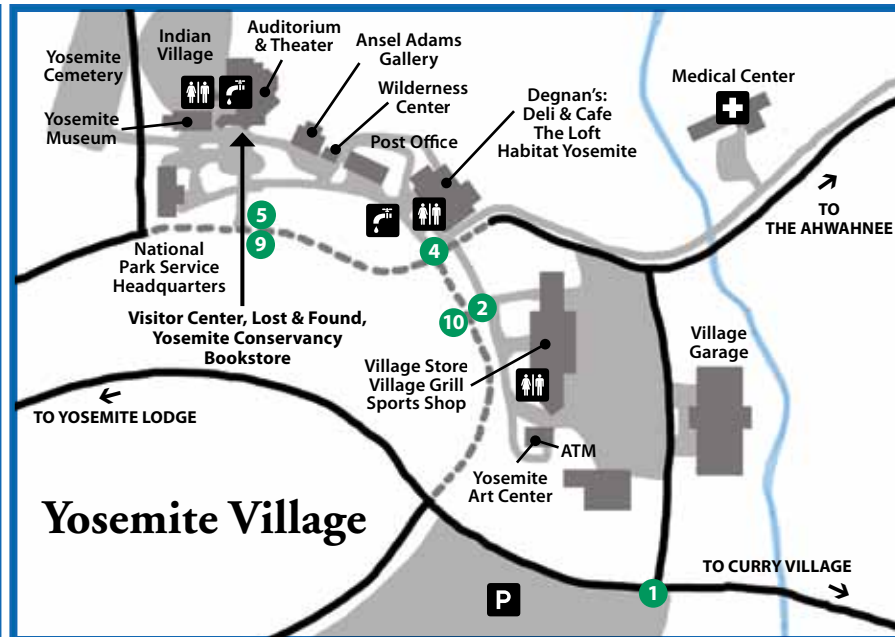 Indian
Village
Auditorium
& Theater
Ansel Adams
Gallery
Yosemite
Cemetery
Wilderness
Center
Medical Center
Degnan's:
Deli & Cafe
The Loft
Habitat Yosemite
Yosemite
Museum
Post Office
TO
THE AHWAHNEE
5
9
4
National
Park Service
Headquarters
2
10
Visitor Center, Lost & Found,
Yosemite Conservancy
Bookstore
Village
Garage
Village Store
Village Grill
Sports Shop
TO YOSEMITE LODGE
ATM
Yosemite
Art Center
Yosemite Village
TO CURRY VILLAGE
1
P